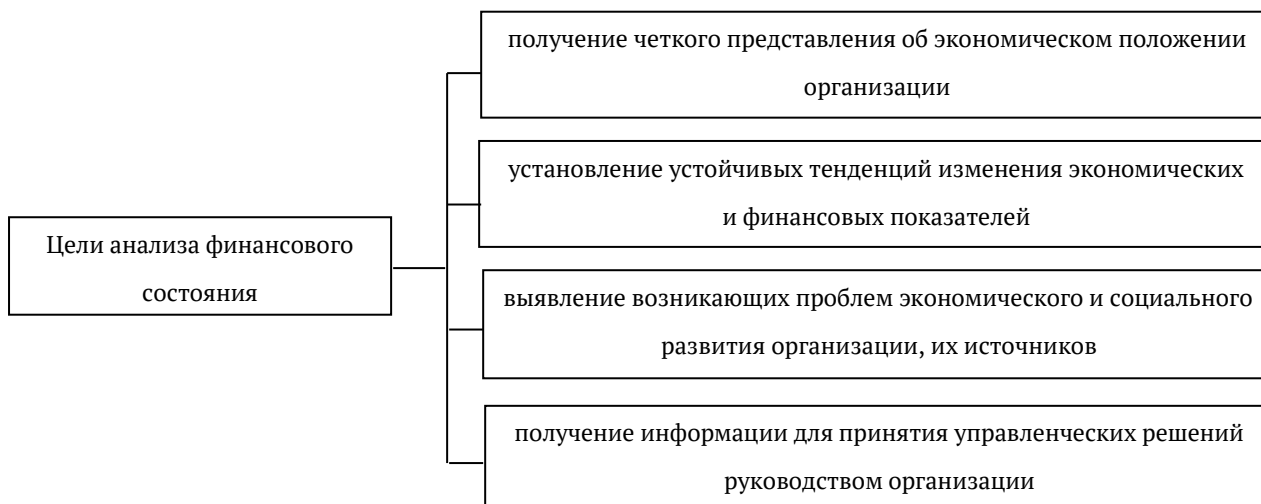 Цели анализа финансового
состояния
получение четкого представления об экономическом положении
организации
установление устойчивых тенденций изменения экономических
и финансовых показателей
выявление возникающих проблем экономического и социального
развития организации, их источников
получение информации для принятия управленческих решений
руководством организации